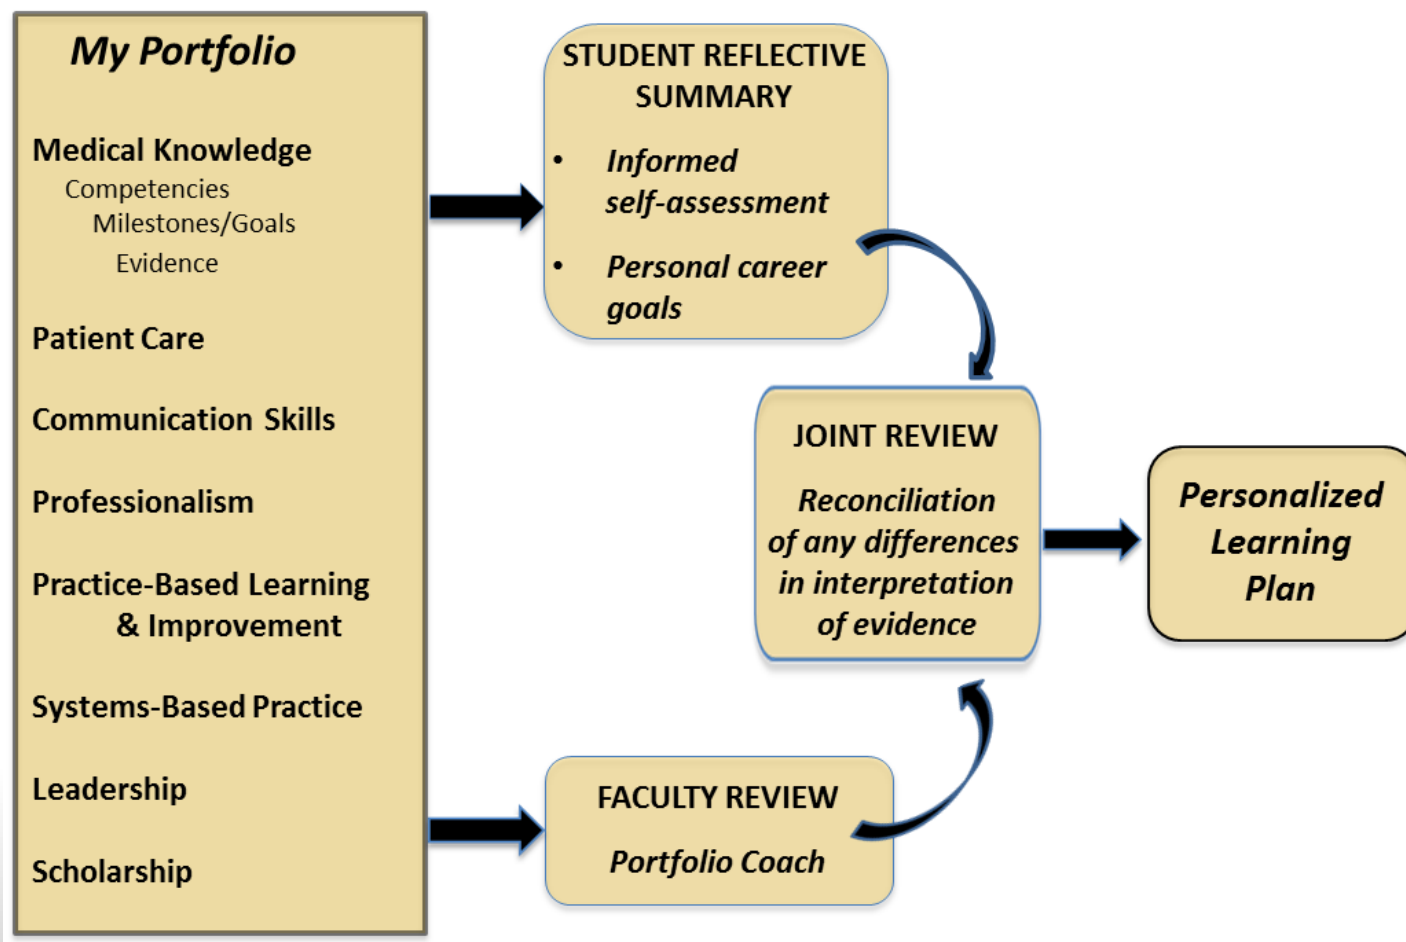 My Portfolio
Medical Knowledge
Competencies
Milestones/Goals
Evidence
Patient Care
Communication Skills
Professionalism
Practice-Based Learning
& Improvement
Systems-Based Practice
Leadership
Scholarship
STUDENT REFLECTIVE
SUMMARY
• Informed
self-assessment
• Personal career
goals
FACULTY REVIEW
Portfolio Coach
JOINT REVIEW
Reconciliation
of any differences
in interpretation
of evidence
Personalized
Learning
Plan